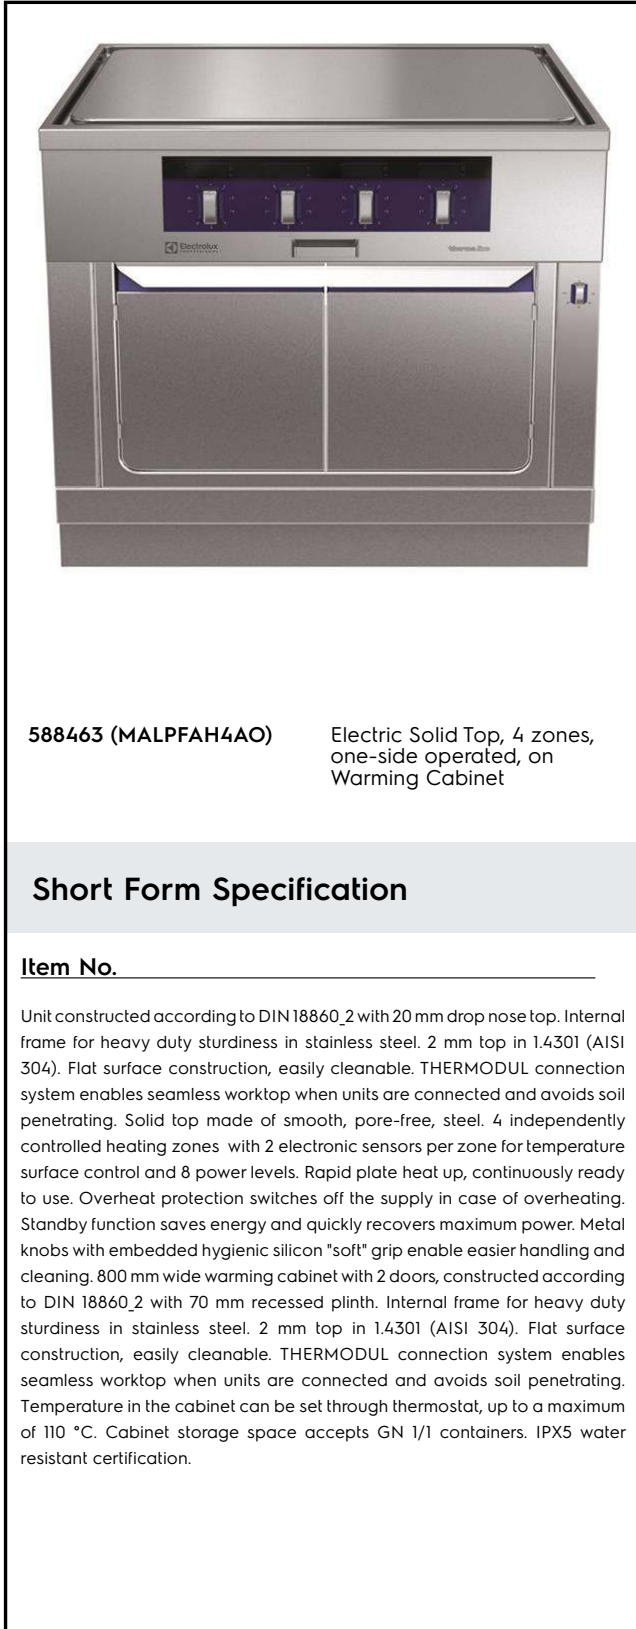 Electrolux
PROFESSIONAL
thermaline
588463 (MALPFAH4AO)
Electric Solid Top, 4 zones,
one-side operated, on
Warming Cabinet
Short Form Specification
Item No.
Unit constructed according to DIN 18860_2 with 20 mm drop nose top. Internal
frame for heavy duty sturdiness in stainless steel. 2 mm top in 1.4301 (AISI
304). Flat surface construction, easily cleanable. THERMODUL connection
system enables seamless worktop when units are connected and avoids soil
penetrating. Solid top made of smooth, pore-free, steel. 4 independently
controlled heating zones with 2 electronic sensors per zone for temperature
surface control and 8 power levels. Rapid plate heat up, continuously ready
to use. Overheat protection switches off the supply in case of overheating.
Standby function saves energy and quickly recovers maximum power. Metal
knobs with embedded hygienic silicon "soft" grip enable easier handling and
cleaning. 800 mm wide warming cabinet with 2 doors, constructed according
to DIN 18860_2 with 70 mm recessed plinth. Internal frame for heavy duty
sturdiness in stainless steel. 2 mm top in 1.4301 (AISI 304). Flat surface
construction, easily cleanable. THERMODUL connection system enables
seamless worktop when units are connected and avoids soil penetrating.
Temperature in the cabinet can be set through thermostat, up to a maximum
of 110 °C. Cabinet storage space accepts GN 1/1 containers. IPX5 water
resistant certification.